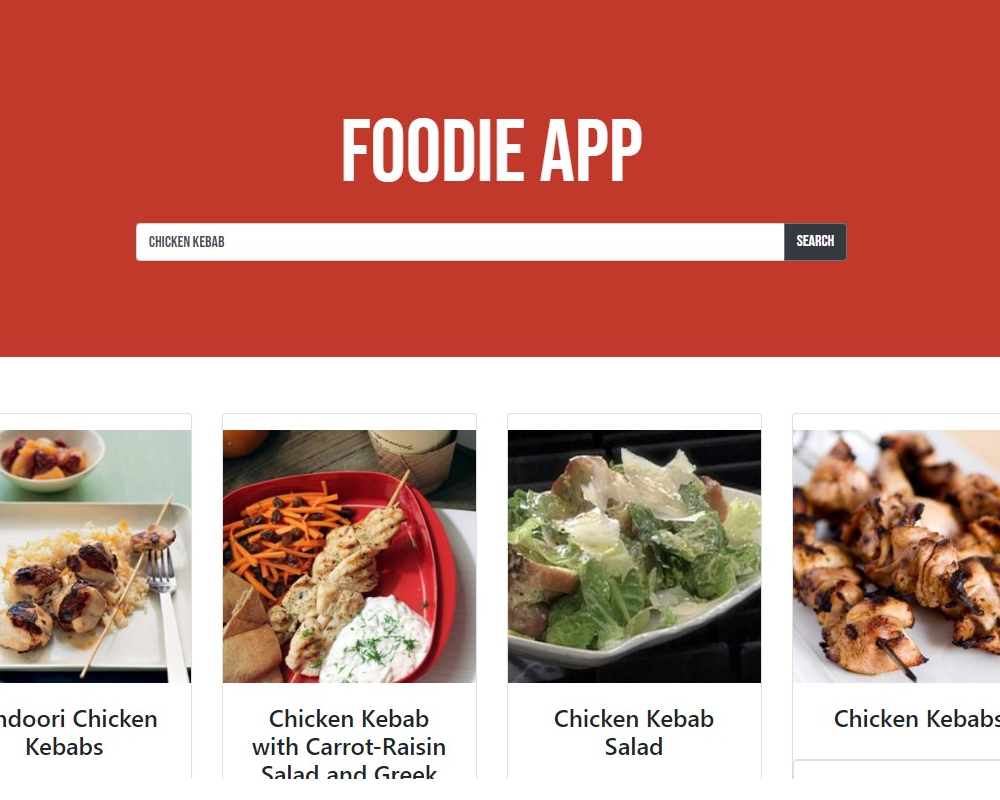 FOODIE APP
CHICKEN KEBAB
SEARCH
ndoori Chicken
Kebabs
Chicken Kebab
with Carrot-Raisin
Salad and Greek
Chicken Kebab
Salad
Chicken Kebabs